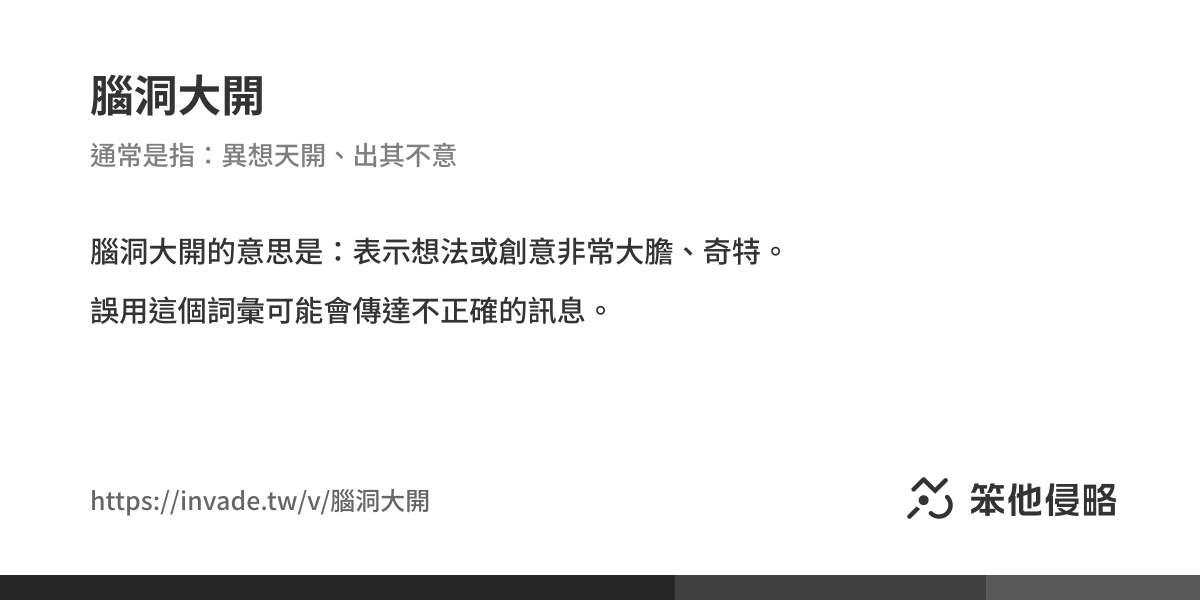 腦洞大開
通常是指：異想天開、出其不意
腦洞大開的意思是：表示想法或創意非常大膽、奇特。
誤用這個詞彙可能會傳達不正確的訊息。
https://invade.tw/v/腦洞大開
笨他侵略